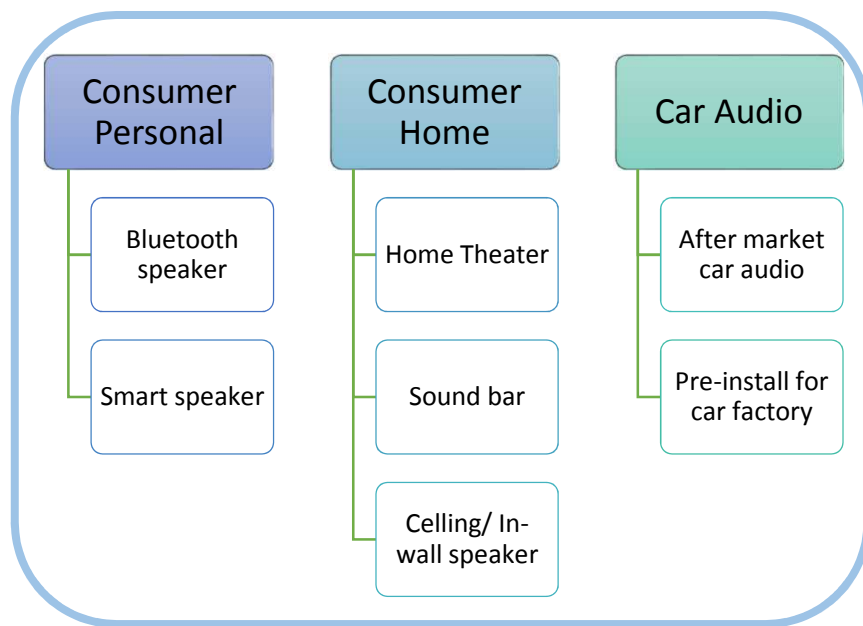 Consumer
Personal
Bluetooth
speaker
Smart speaker
Consumer
Home
Home Theater
Sound bar
Celling/ In-
wall speaker
Car Audio
After market
car audio
Pre-install for
car factory